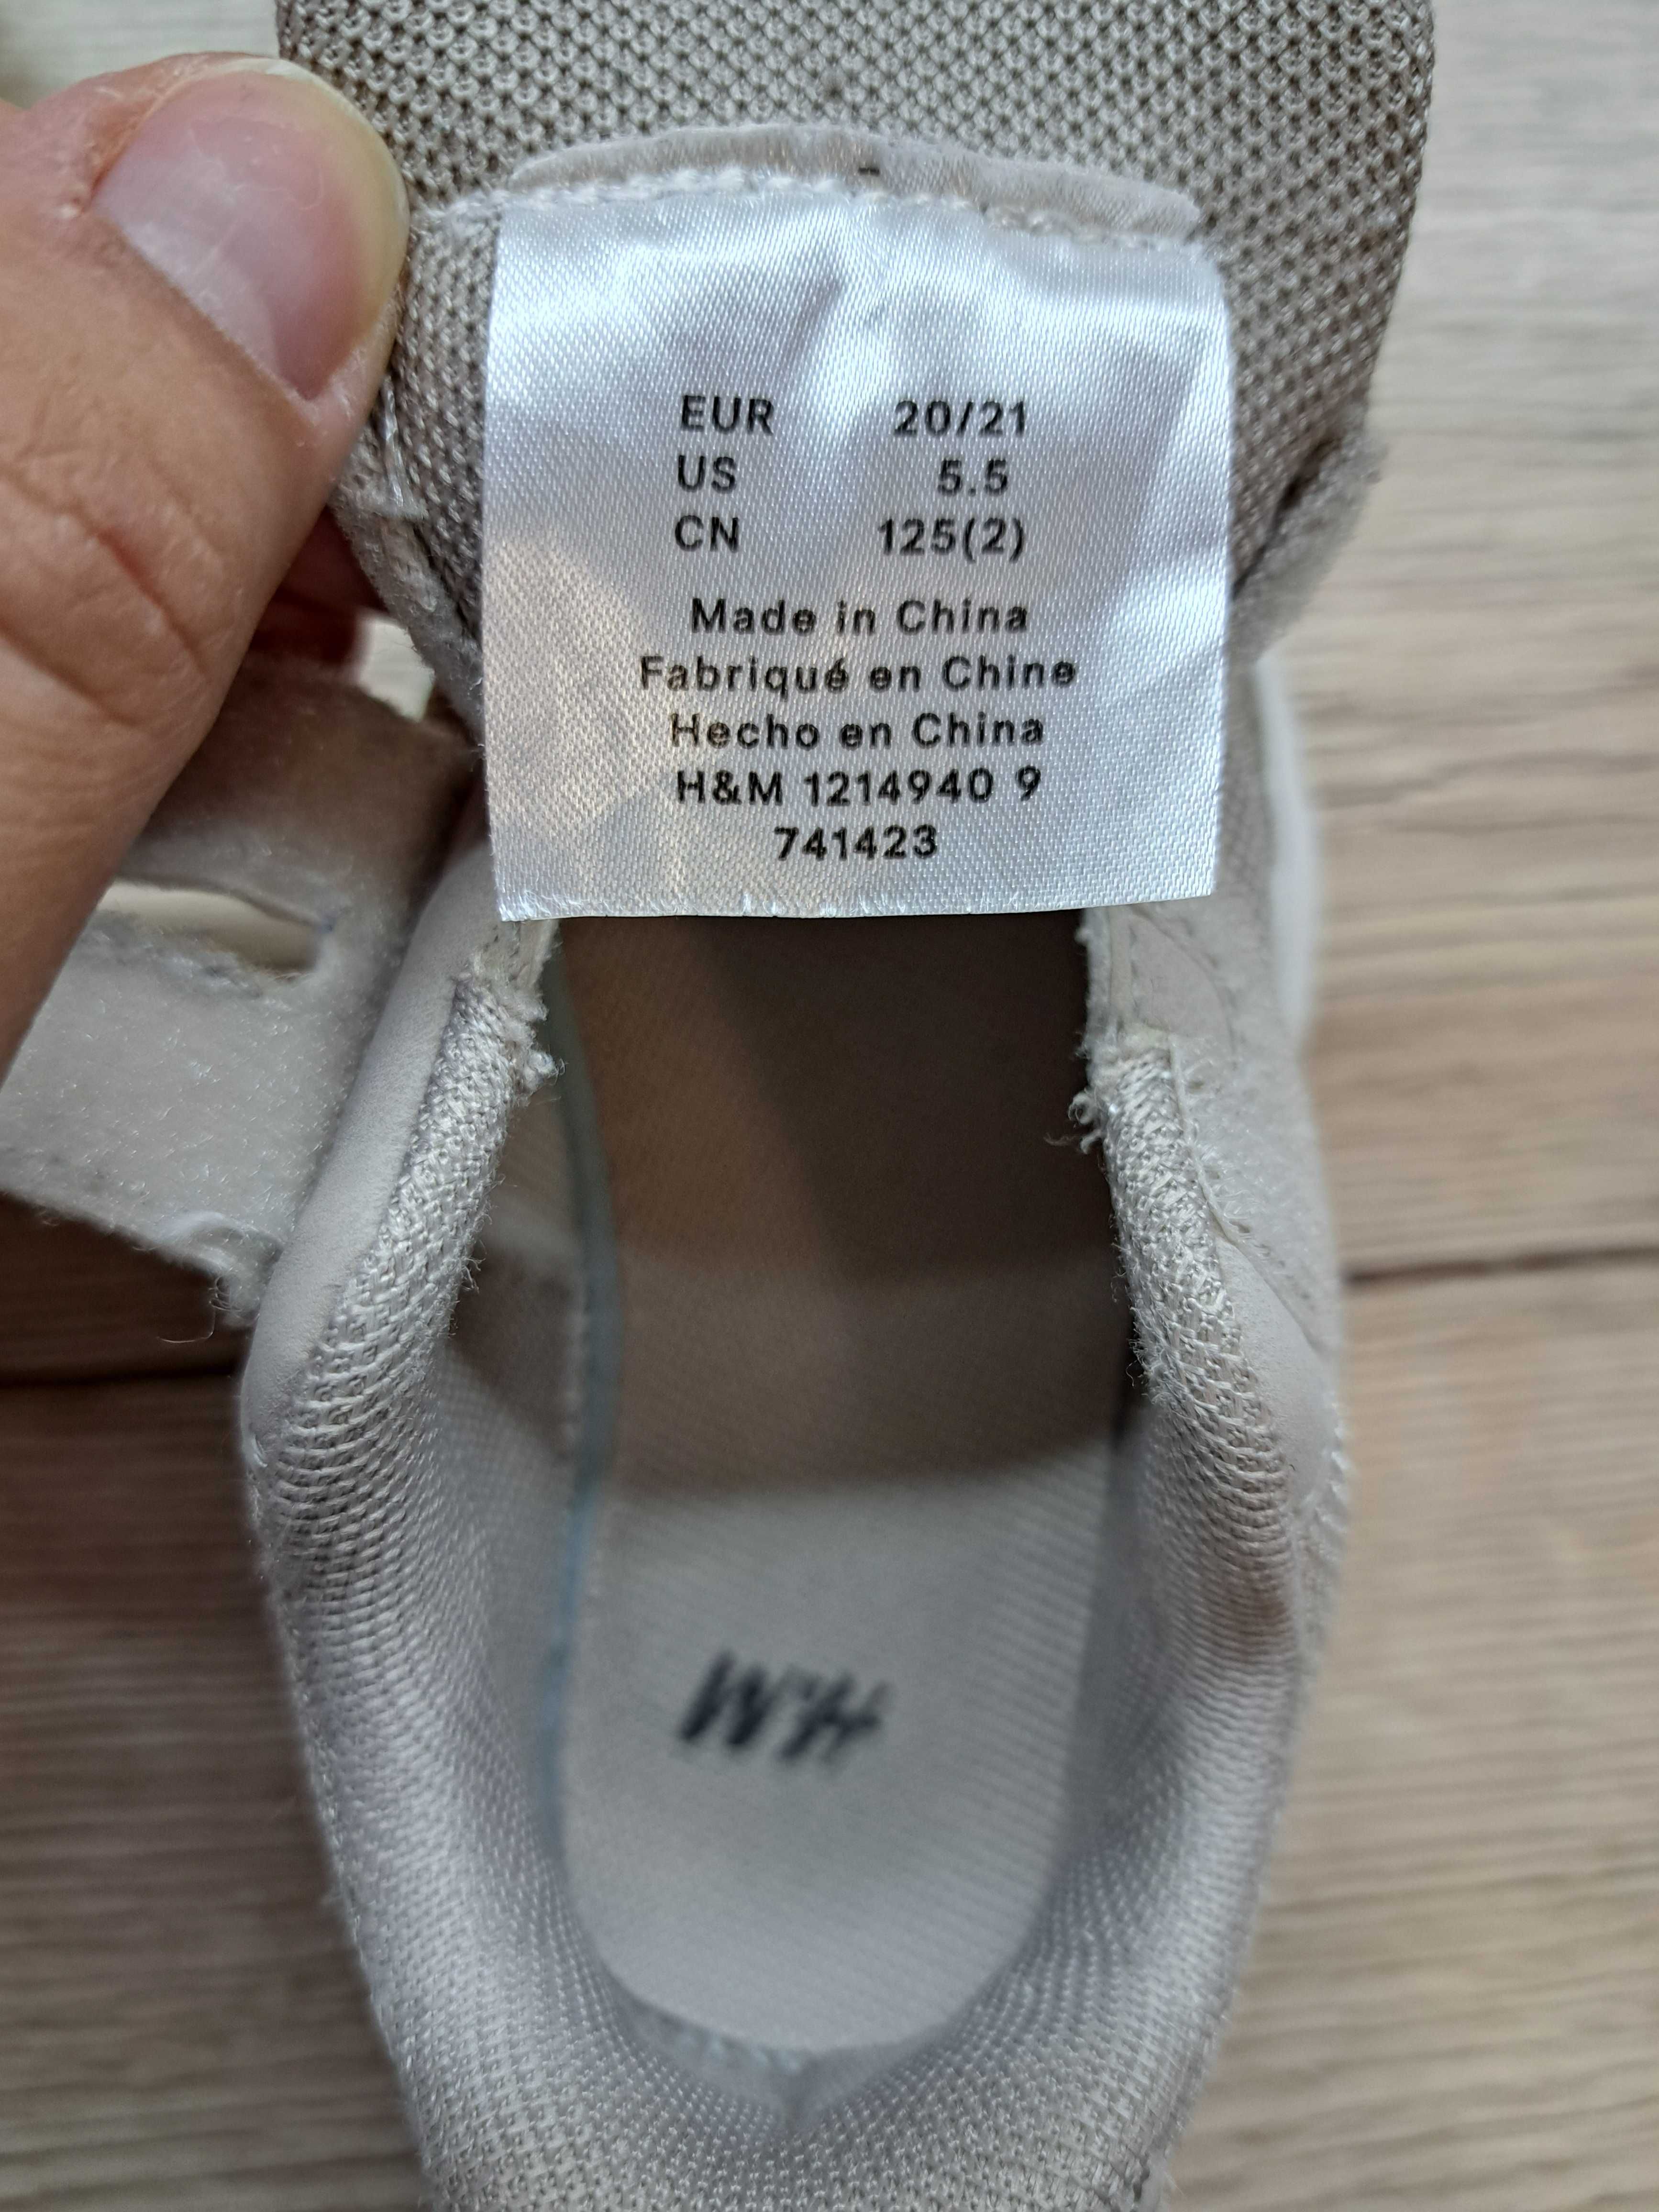 EUR 20/21
US 5.5
CN 125(2)
Made in China
Fabriqué en Chine
Hecho en China
H&M 1214940 9
741423
H&M